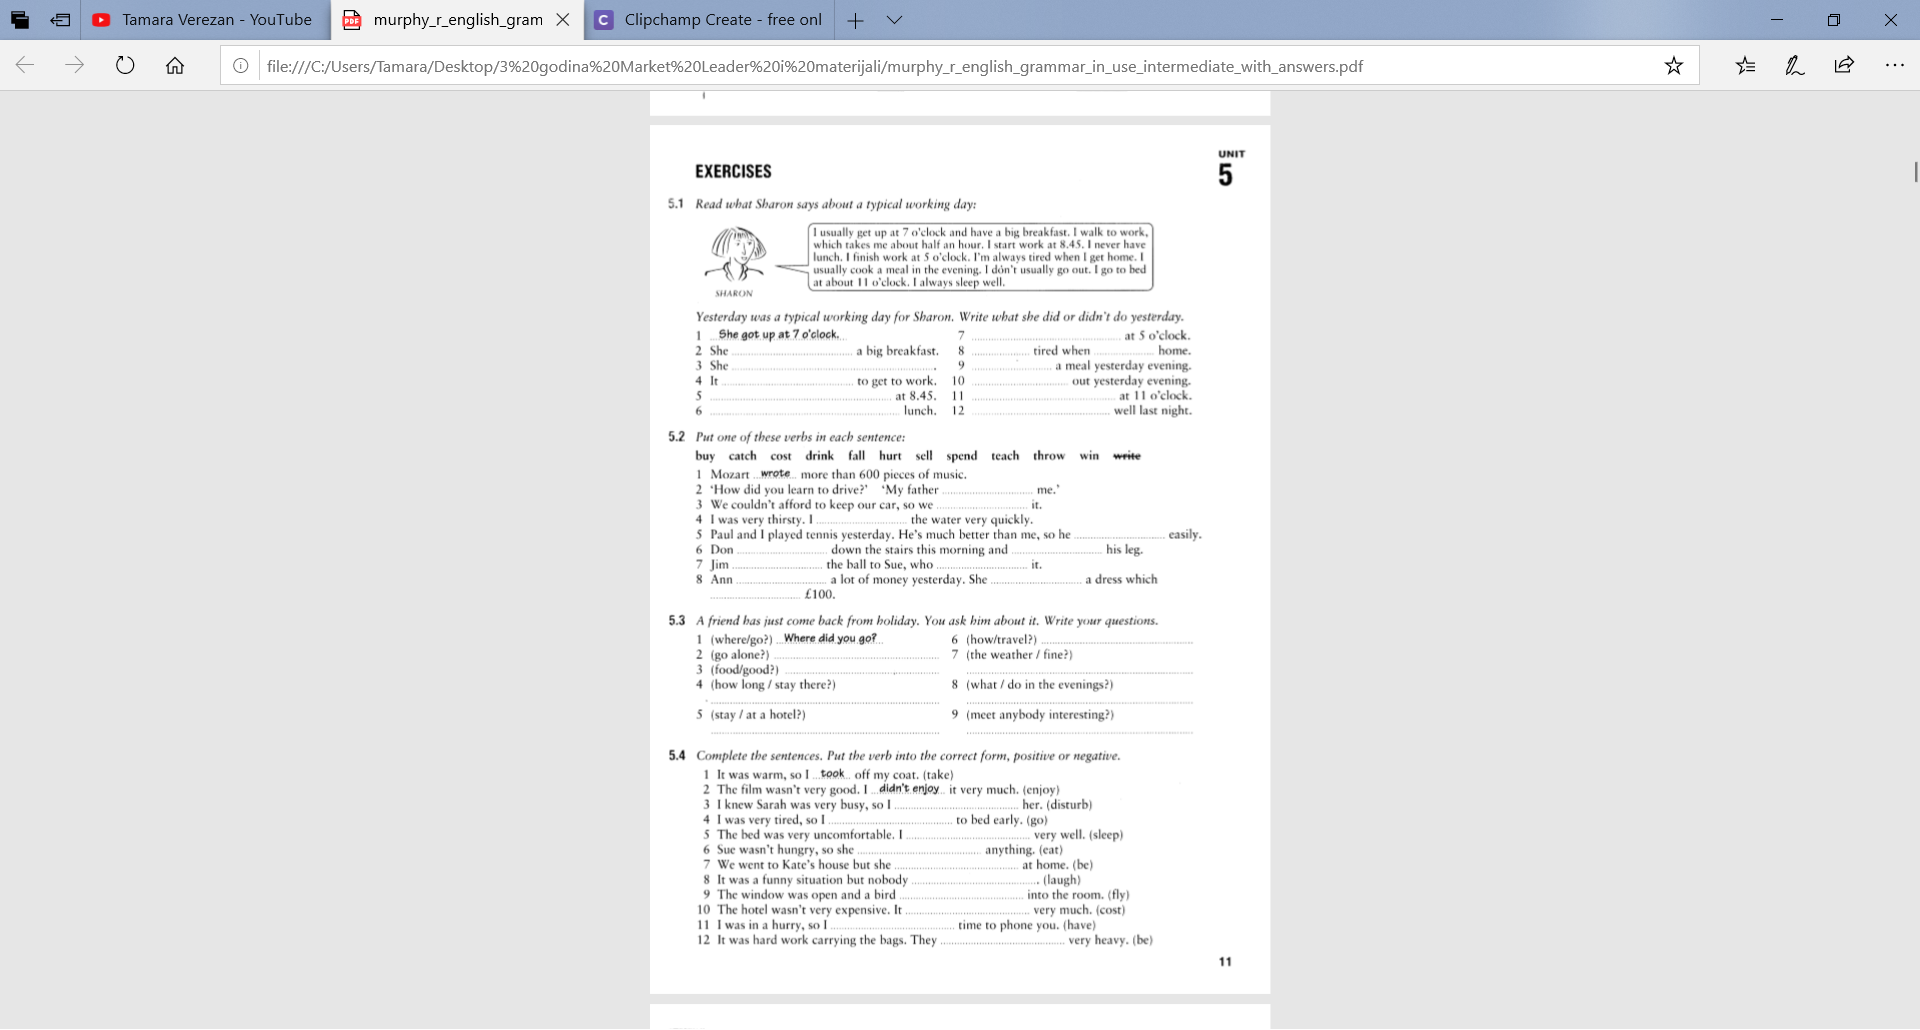 Tamara Verezan - YouTube
murphy_r_english_gram
Clipchamp Create - free onl
file:///C:/Users/Tamara/Desktop/3%20godina%20Market%20Leader%20i%20materijali/murphy_r_english_grammar_in_use_intermediate_with_answers.pdf
UNIT
5
EXERCISES
5.1 Read what Sharon says about a typical working day:
I usually get up at 7 o'clock and have a big breakfast. I walk to work,
which takes me about half an hour. I start work at 8.45. I never have
lunch. I finish work at 5 o'clock. I'm always tired when I get home. I
usually cook a meal in the evening. I don't usually go out. I go to bed
at about 11 o'clock. I always sleep well.
SHARON
Yesterday was a typical working day for Sharon. Write what she did or didn't do yesterday.
1 She got up at 7 o'clock.
2 She ........ a big breakfast.
3 She ........ .
4 It ........ to get to work.
5 ........ at 8.45.
6 ........ lunch.
7 ........ at 5 o'clock.
8 ........ tired when ........ home.
9 ........ a meal yesterday evening.
10 ........ out yesterday evening.
11 ........ at 11 o'clock.
12 ........ well last night.
5.2 Put one of these verbs in each sentence:
buy catch cost drink fall hurt sell spend teach throw win write
1 Mozart wrote more than 600 pieces of music.
2 'How did you learn to drive?' 'My father ........ me.'
3 We couldn't afford to keep our car, so we ........ it.
4 I was very thirsty. I ........ the water very quickly.
5 Paul and I played tennis yesterday. He's much better than me, so he ........ easily.
6 Don ........ down the stairs this morning and ........ his leg.
7 Jim ........ the ball to Sue, who ........ it.
8 Ann ........ a lot of money yesterday. She ........ a dress which
........ £100.
5.3 A friend has just come back from holiday. You ask him about it. Write your questions.
1 (where/go?) Where did you go?
2 (go alone?) ........
3 (food/good?) ........
4 (how long / stay there?)
........
5 (stay / at a hotel?)
........
6 (how/travel?) ........
7 (the weather / fine?)
........
8 (what / do in the evenings?)
........
9 (meet anybody interesting?)
........
5.4 Complete the sentences. Put the verb into the correct form, positive or negative.
1 It was warm, so I took off my coat. (take)
2 The film wasn't very good. I didn't enjoy it very much. (enjoy)
3 I knew Sarah was very busy, so I ........ her. (disturb)
4 I was very tired, so I ........ to bed early. (go)
5 The bed was very uncomfortable. I ........ very well. (sleep)
6 Sue wasn't hungry, so she ........ anything. (eat)
7 We went to Kate's house but she ........ at home. (be)
8 It was a funny situation but nobody ........ . (laugh)
9 The window was open and a bird ........ into the room. (fly)
10 The hotel wasn't very expensive. It ........ very much. (cost)
11 I was in a hurry, so I ........ time to phone you. (have)
12 It was hard work carrying the bags. They ........ very heavy. (be)
11